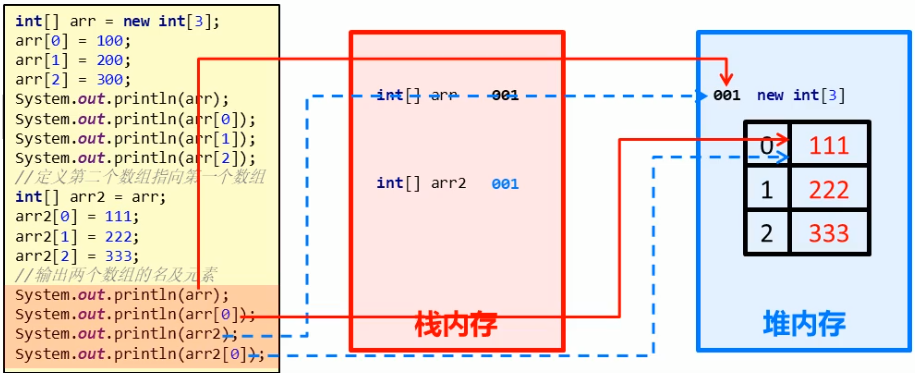 int[] arr = new int[3];
arr[0] = 100;
arr[1] = 200;
arr[2] = 300;
System.out.println(arr);
System.out.println(arr[0]);
System.out.println(arr[1]);
System.out.println(arr[2]);
//定义第二个数组指向第一个数组
int[] arr2 = arr;
arr2[0] = 111;
arr2[1] = 222;
arr2[2] = 333;
//输出两个数组的名及元素
System.out.println(arr);
System.out.println(arr[0]);
System.out.println(arr2);
System.out.println(arr2[0]);
int[] arr 001
int[] arr2 001
栈内存
001 new int[3]
0 111
1 222
2 333
堆内存